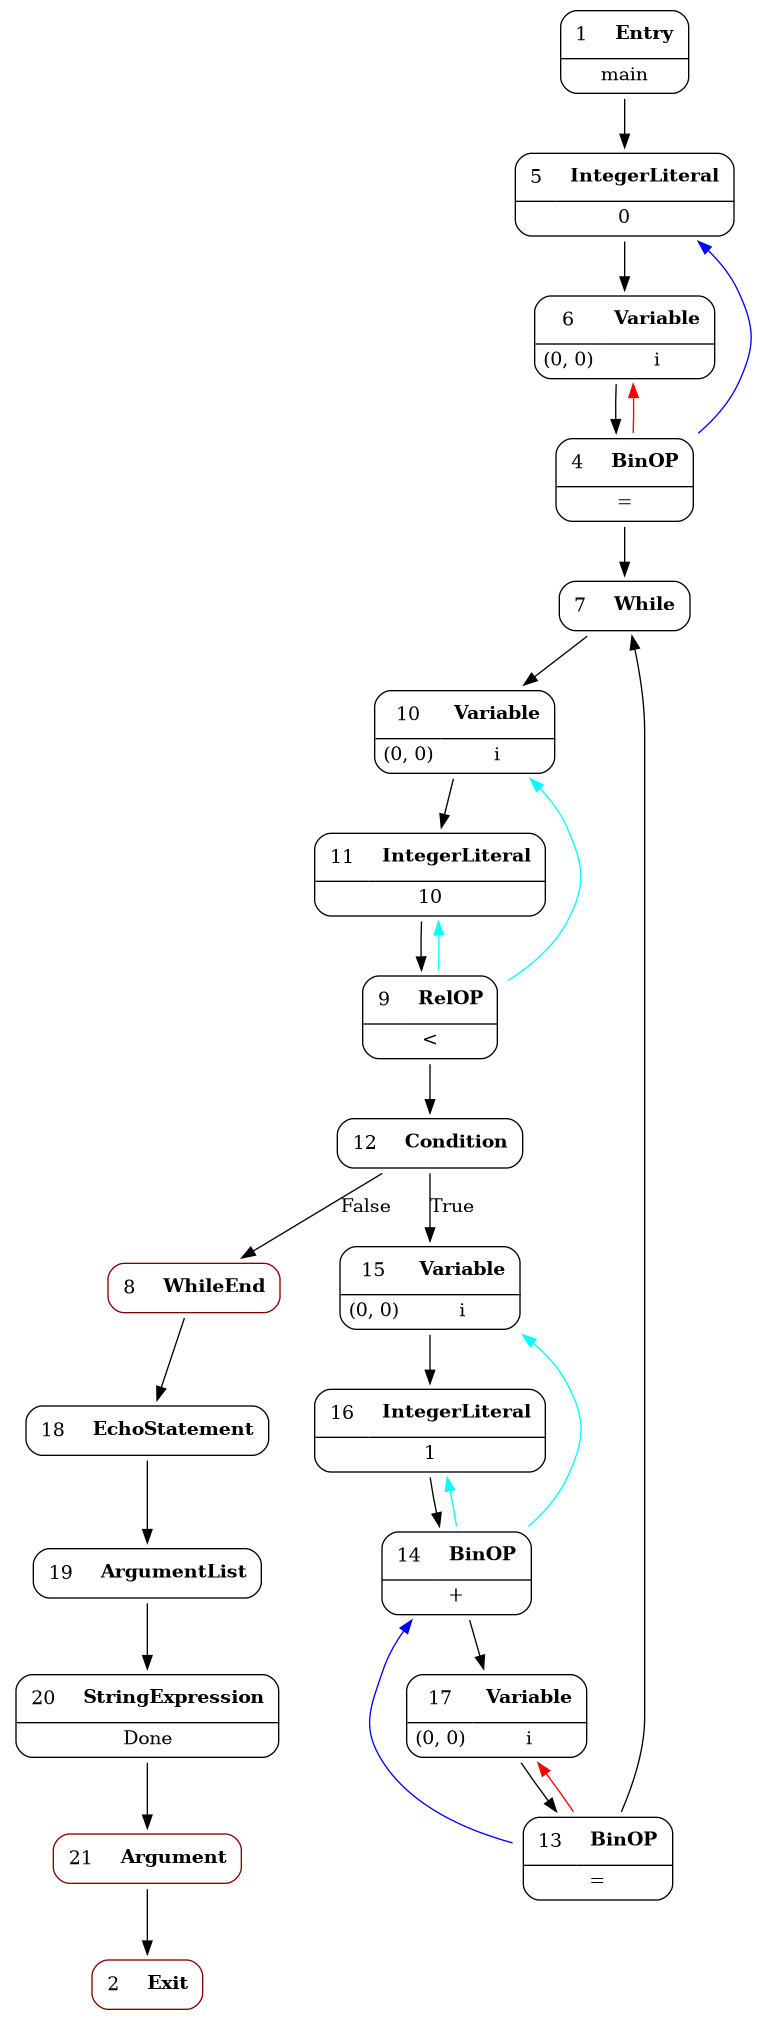 1 Entry
main
5 IntegerLiteral
0
6 Variable
(0, 0) i
4 BinOP
=
7 While
10 Variable
(0, 0) i
11 IntegerLiteral
10
9 RelOP
<
12 Condition
False True
8 WhileEnd
15 Variable
(0, 0) i
18 EchoStatement
16 IntegerLiteral
1
19 ArgumentList
14 BinOP
+
20 StringExpression
Done
17 Variable
(0, 0) i
21 Argument
13 BinOP
=
2 Exit